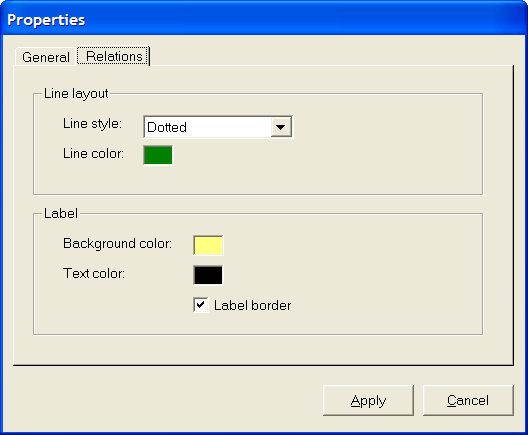 Properties
General Relations
Line layout
Line style: Dotted
Line color:
Label
Background color:
Text color:
Label border
Apply Cancel